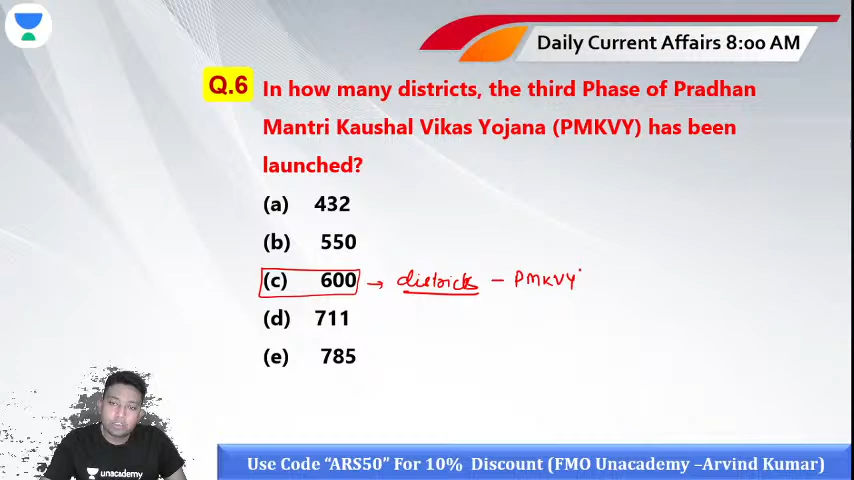 Daily Current Affairs 8:00 AM
Q.6 In how many districts, the third Phase of Pradhan
Mantri Kaushal Vikas Yojana (PMKVY) has been
launched?
(a) 432
(b) 550
(c) 600 → districts - PMKVY
(d) 711
(e) 785
unacademy
Use Code “ARS50” For 10% Discount (FMO Unacademy –Arvind Kumar)